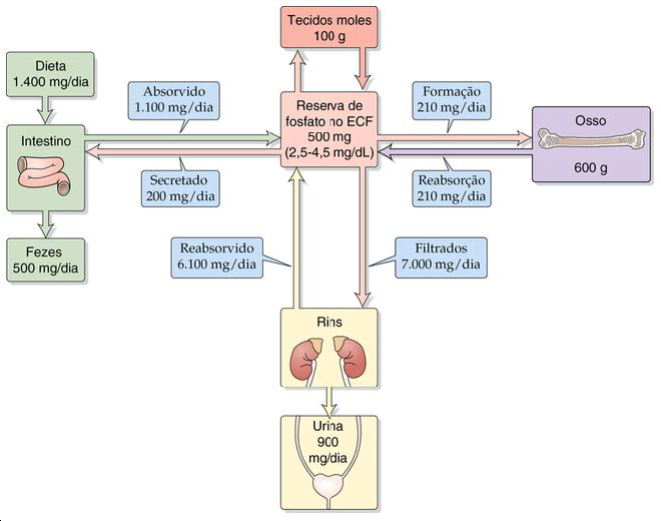 Tecidos moles
100 g
Dieta
1.400 mg/dia
Absorvido
1.100 mg/dia
Formação
210 mg/dia
Reserva de
fosfato no ECF
500 mg
(2,5-4,5 mg/dL)
Osso
600 g
Intestino
Secretado
200 mg/dia
Reabsorção
210 mg/dia
Fezes
500 mg/dia
Reabsorvido
6.100 mg/dia
Filtrados
7.000 mg/dia
Rins
Urina
900
mg/dia